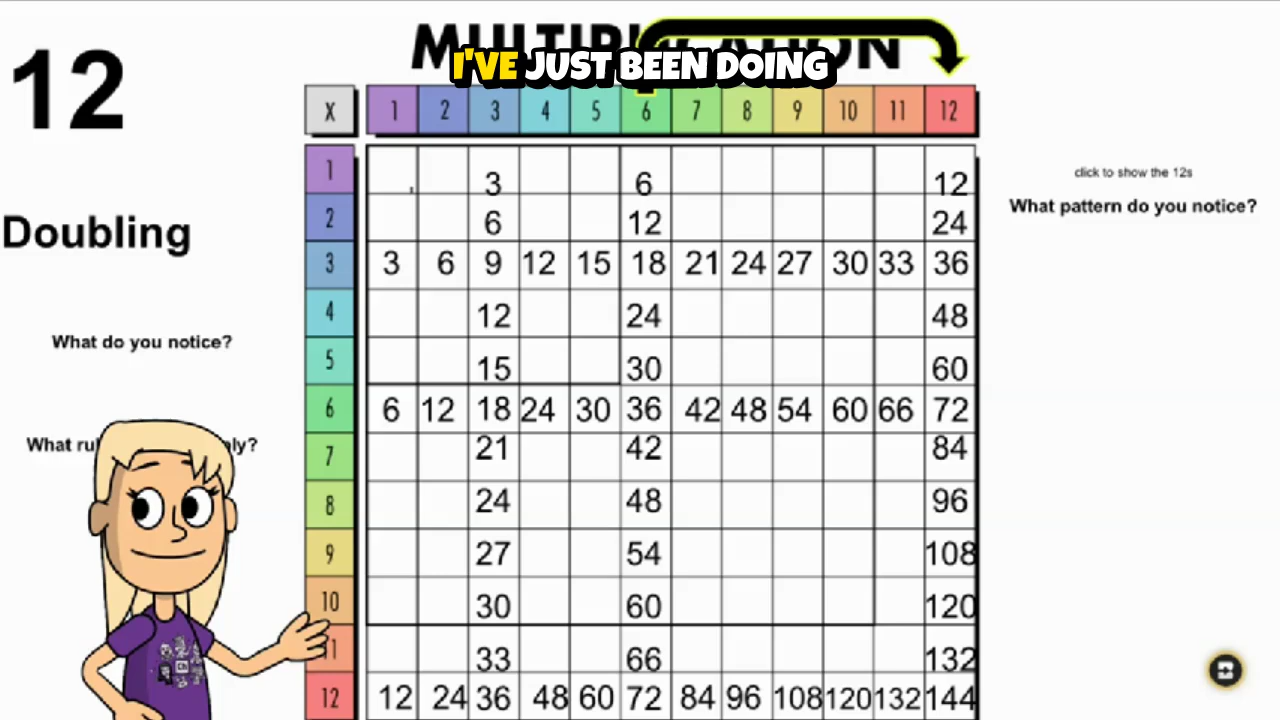 12
MULTIPLICATION
I'VE JUST BEEN DOING
X 1 2 3 4 5 6 7 8 9 10 11 12
1 3 6 12
2 6 12 24
3 3 6 9 12 15 18 21 24 27 30 33 36
4 12 24 48
5 15 30 60
6 6 12 18 24 30 36 42 48 54 60 66 72
7 21 42 84
8 24 48 96
9 27 54 108
10 30 60 120
11 33 66 132
12 12 24 36 48 60 72 84 96 108 120 132 144
Doubling
What do you notice?
What
click to show the 12s
What pattern do you notice?